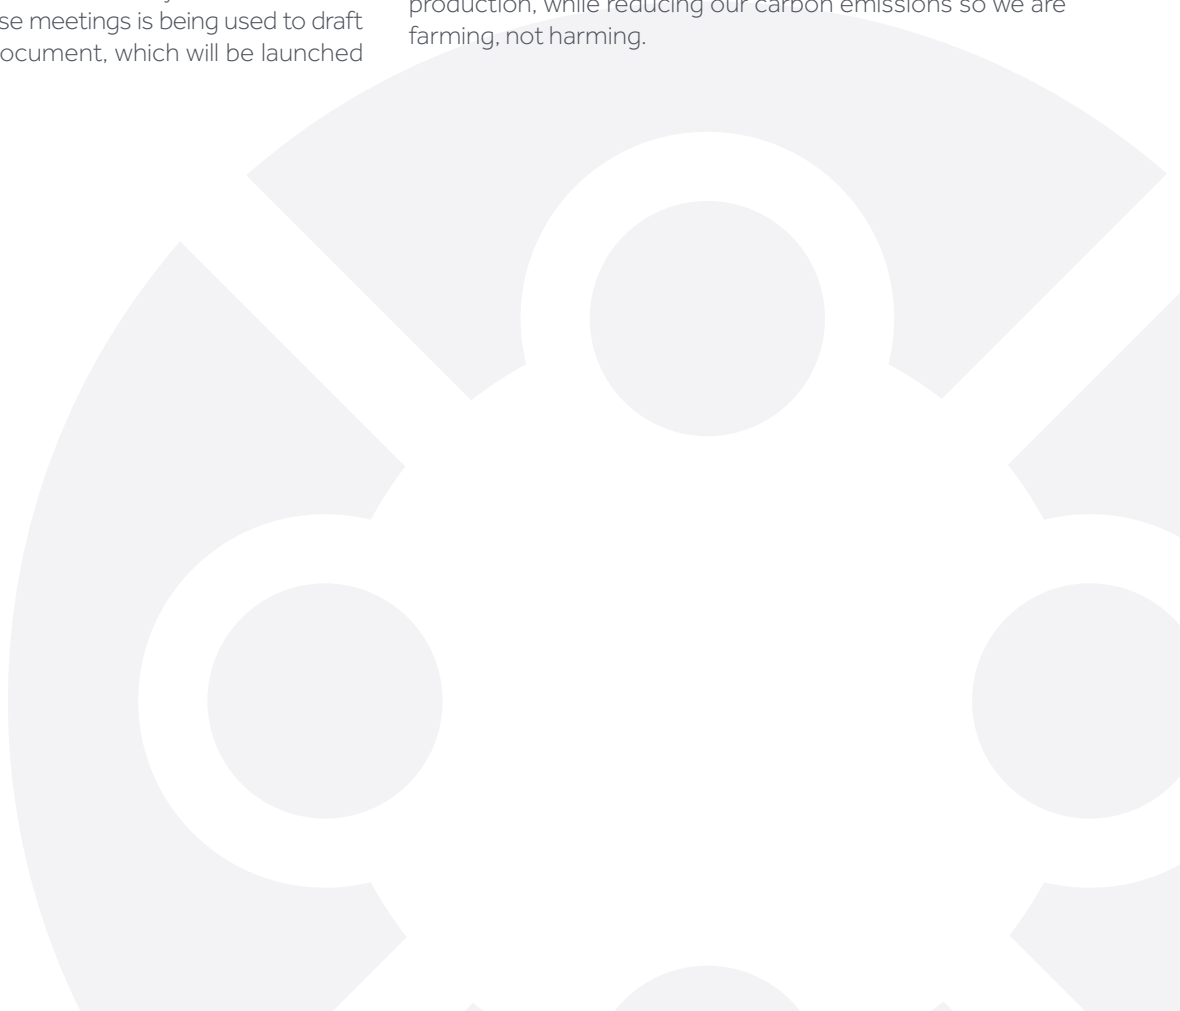 se meetings is being used to draft
ocument, which will be launched
production, while reducing our carbon emissions so we are
farming, not harming.